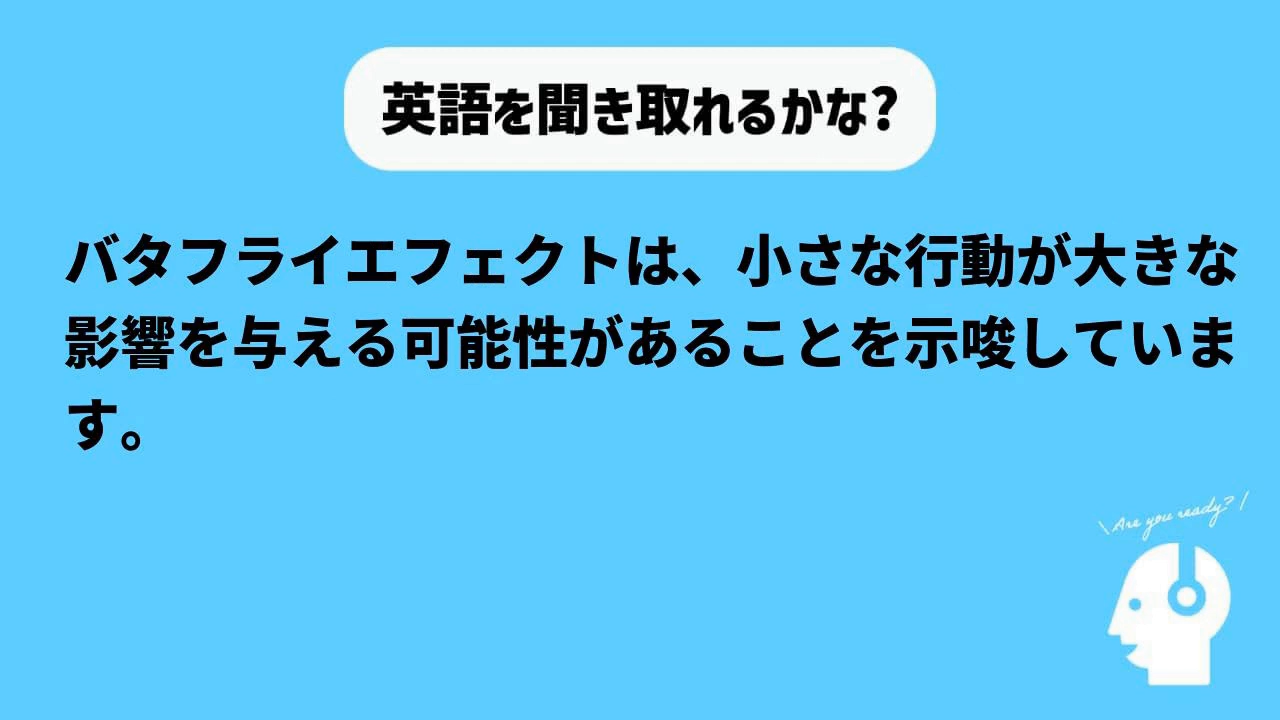 英語を聞き取れるかな?
バタフライエフェクトは、小さな行動が大きな
影響を与える可能性があることを示唆していま
す。
\ Are you ready? /